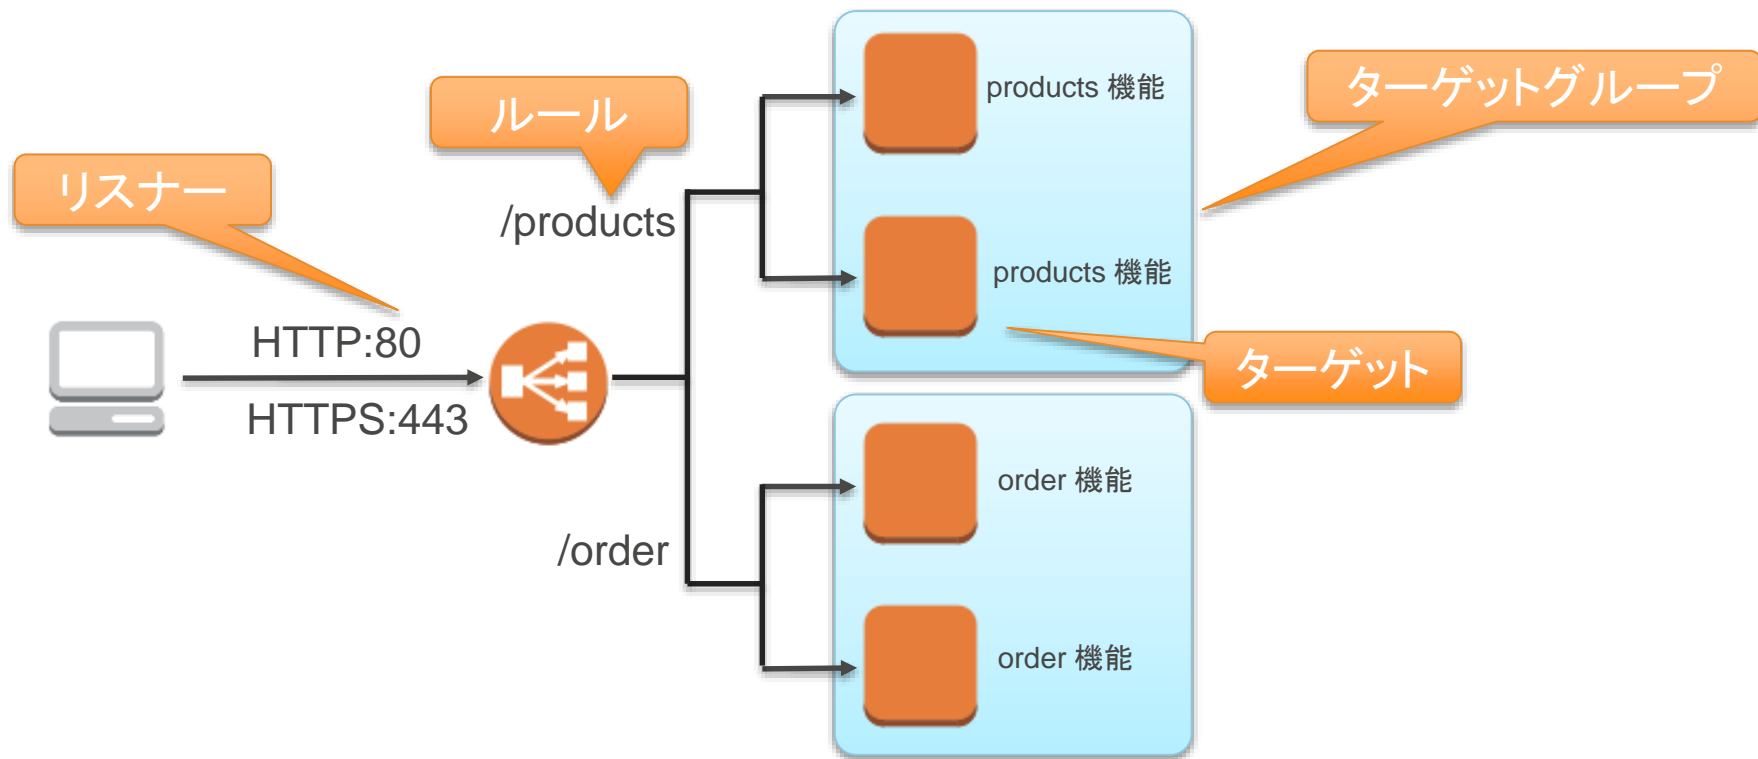 products 機能
ターゲットグループ
ルール
リスナー
/products
products 機能
HTTP:80
ターゲット
HTTPS:443
order 機能
/order
order 機能